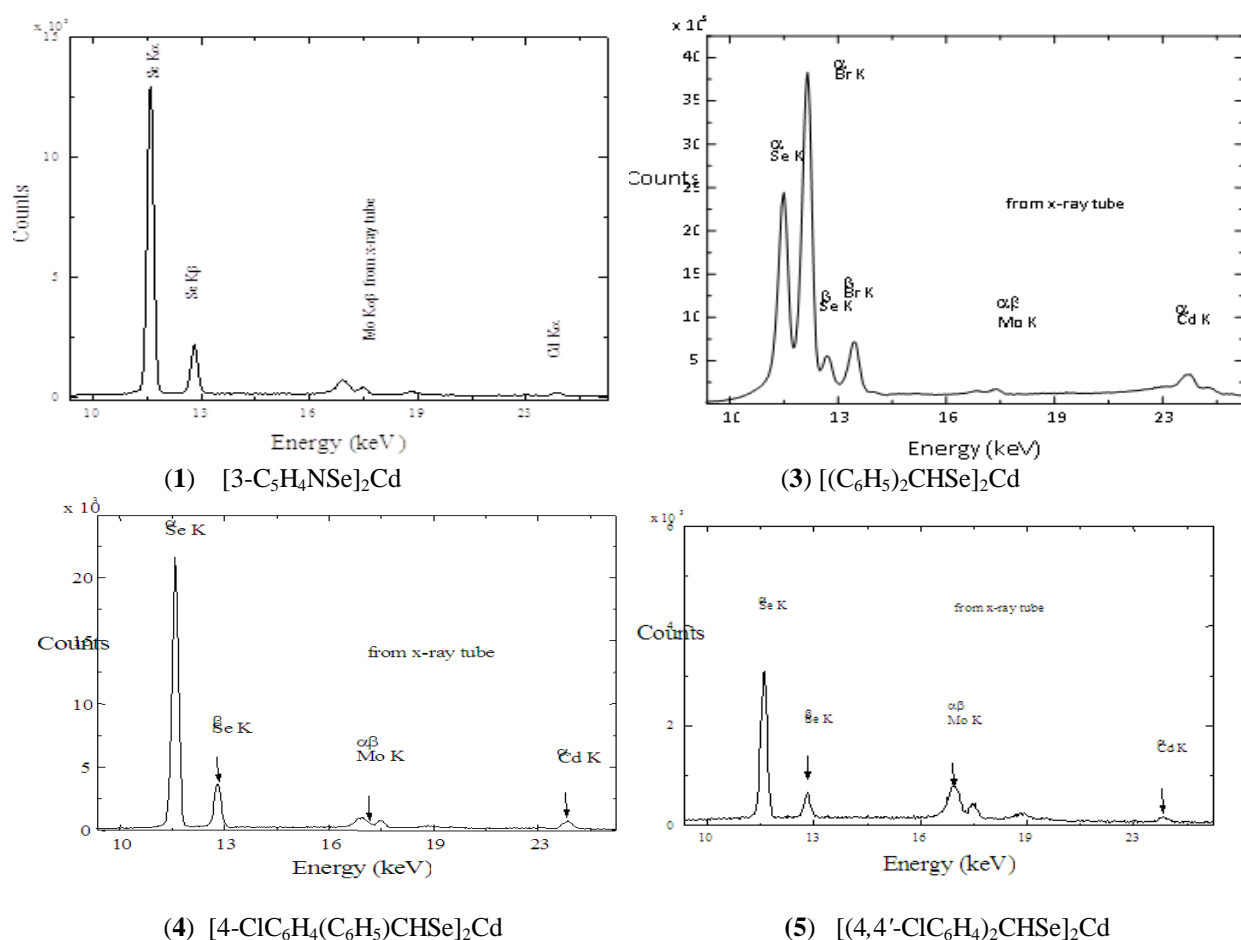 x 10³
15
10
5
0
Counts
Se Kα
Se Kβ
Mo Kαβ from x-ray tube
Cd Kα
10 13 16 19 23
Energy (keV)
(1) [3-C₅H₄NSe]₂Cd
x 10⁵
40
35
30
25
20
15
10
5
Counts
α
Br K
α
Se K
from x-ray tube
β
Se K
β
Br K
αβ
Mo K
α
Cd K
10 13 16 19 23
Energy (keV)
(3) [(C₆H₅)₂CHSe]₂Cd
x 10³
20
15
10
5
0
Counts
α
Se K
from x-ray tube
β
Se K
αβ
Mo K
α
Cd K
10 13 16 19 23
Energy (keV)
(4) [4-ClC₆H₄(C₆H₅)CHSe]₂Cd
4
2
0
Counts
α
Se K
from x-ray tube
β
Se K
αβ
Mo K
α
Cd K
10 13 16 19 23
Energy (keV)
(5) [(4,4′-ClC₆H₄)₂CHSe]₂Cd